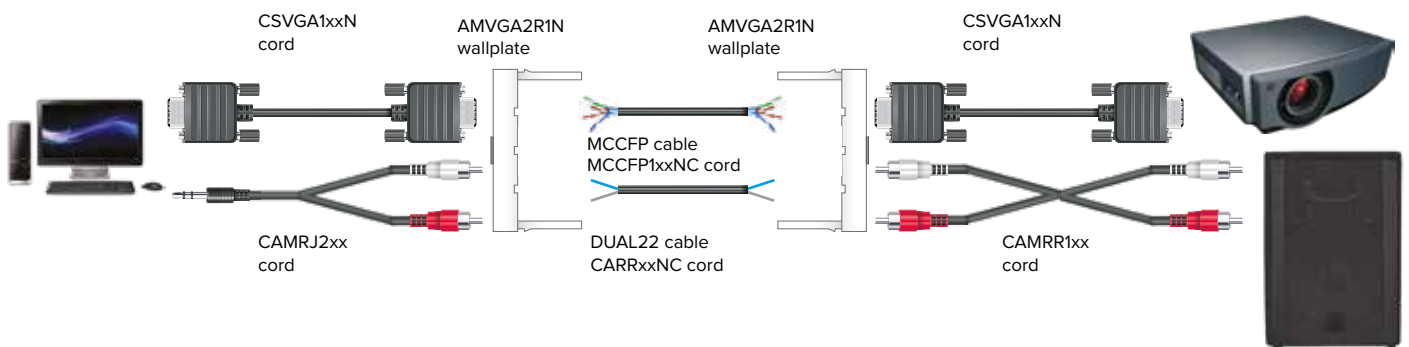 CSVGA1xxN
cord
AMVGA2R1N
wallplate
AMVGA2R1N
wallplate
CSVGA1xxN
cord
MCCFP cable
MCCFP1xxNC cord
CAMRJ2xx
cord
DUAL22 cable
CARRxxNC cord
CAMRR1xx
cord